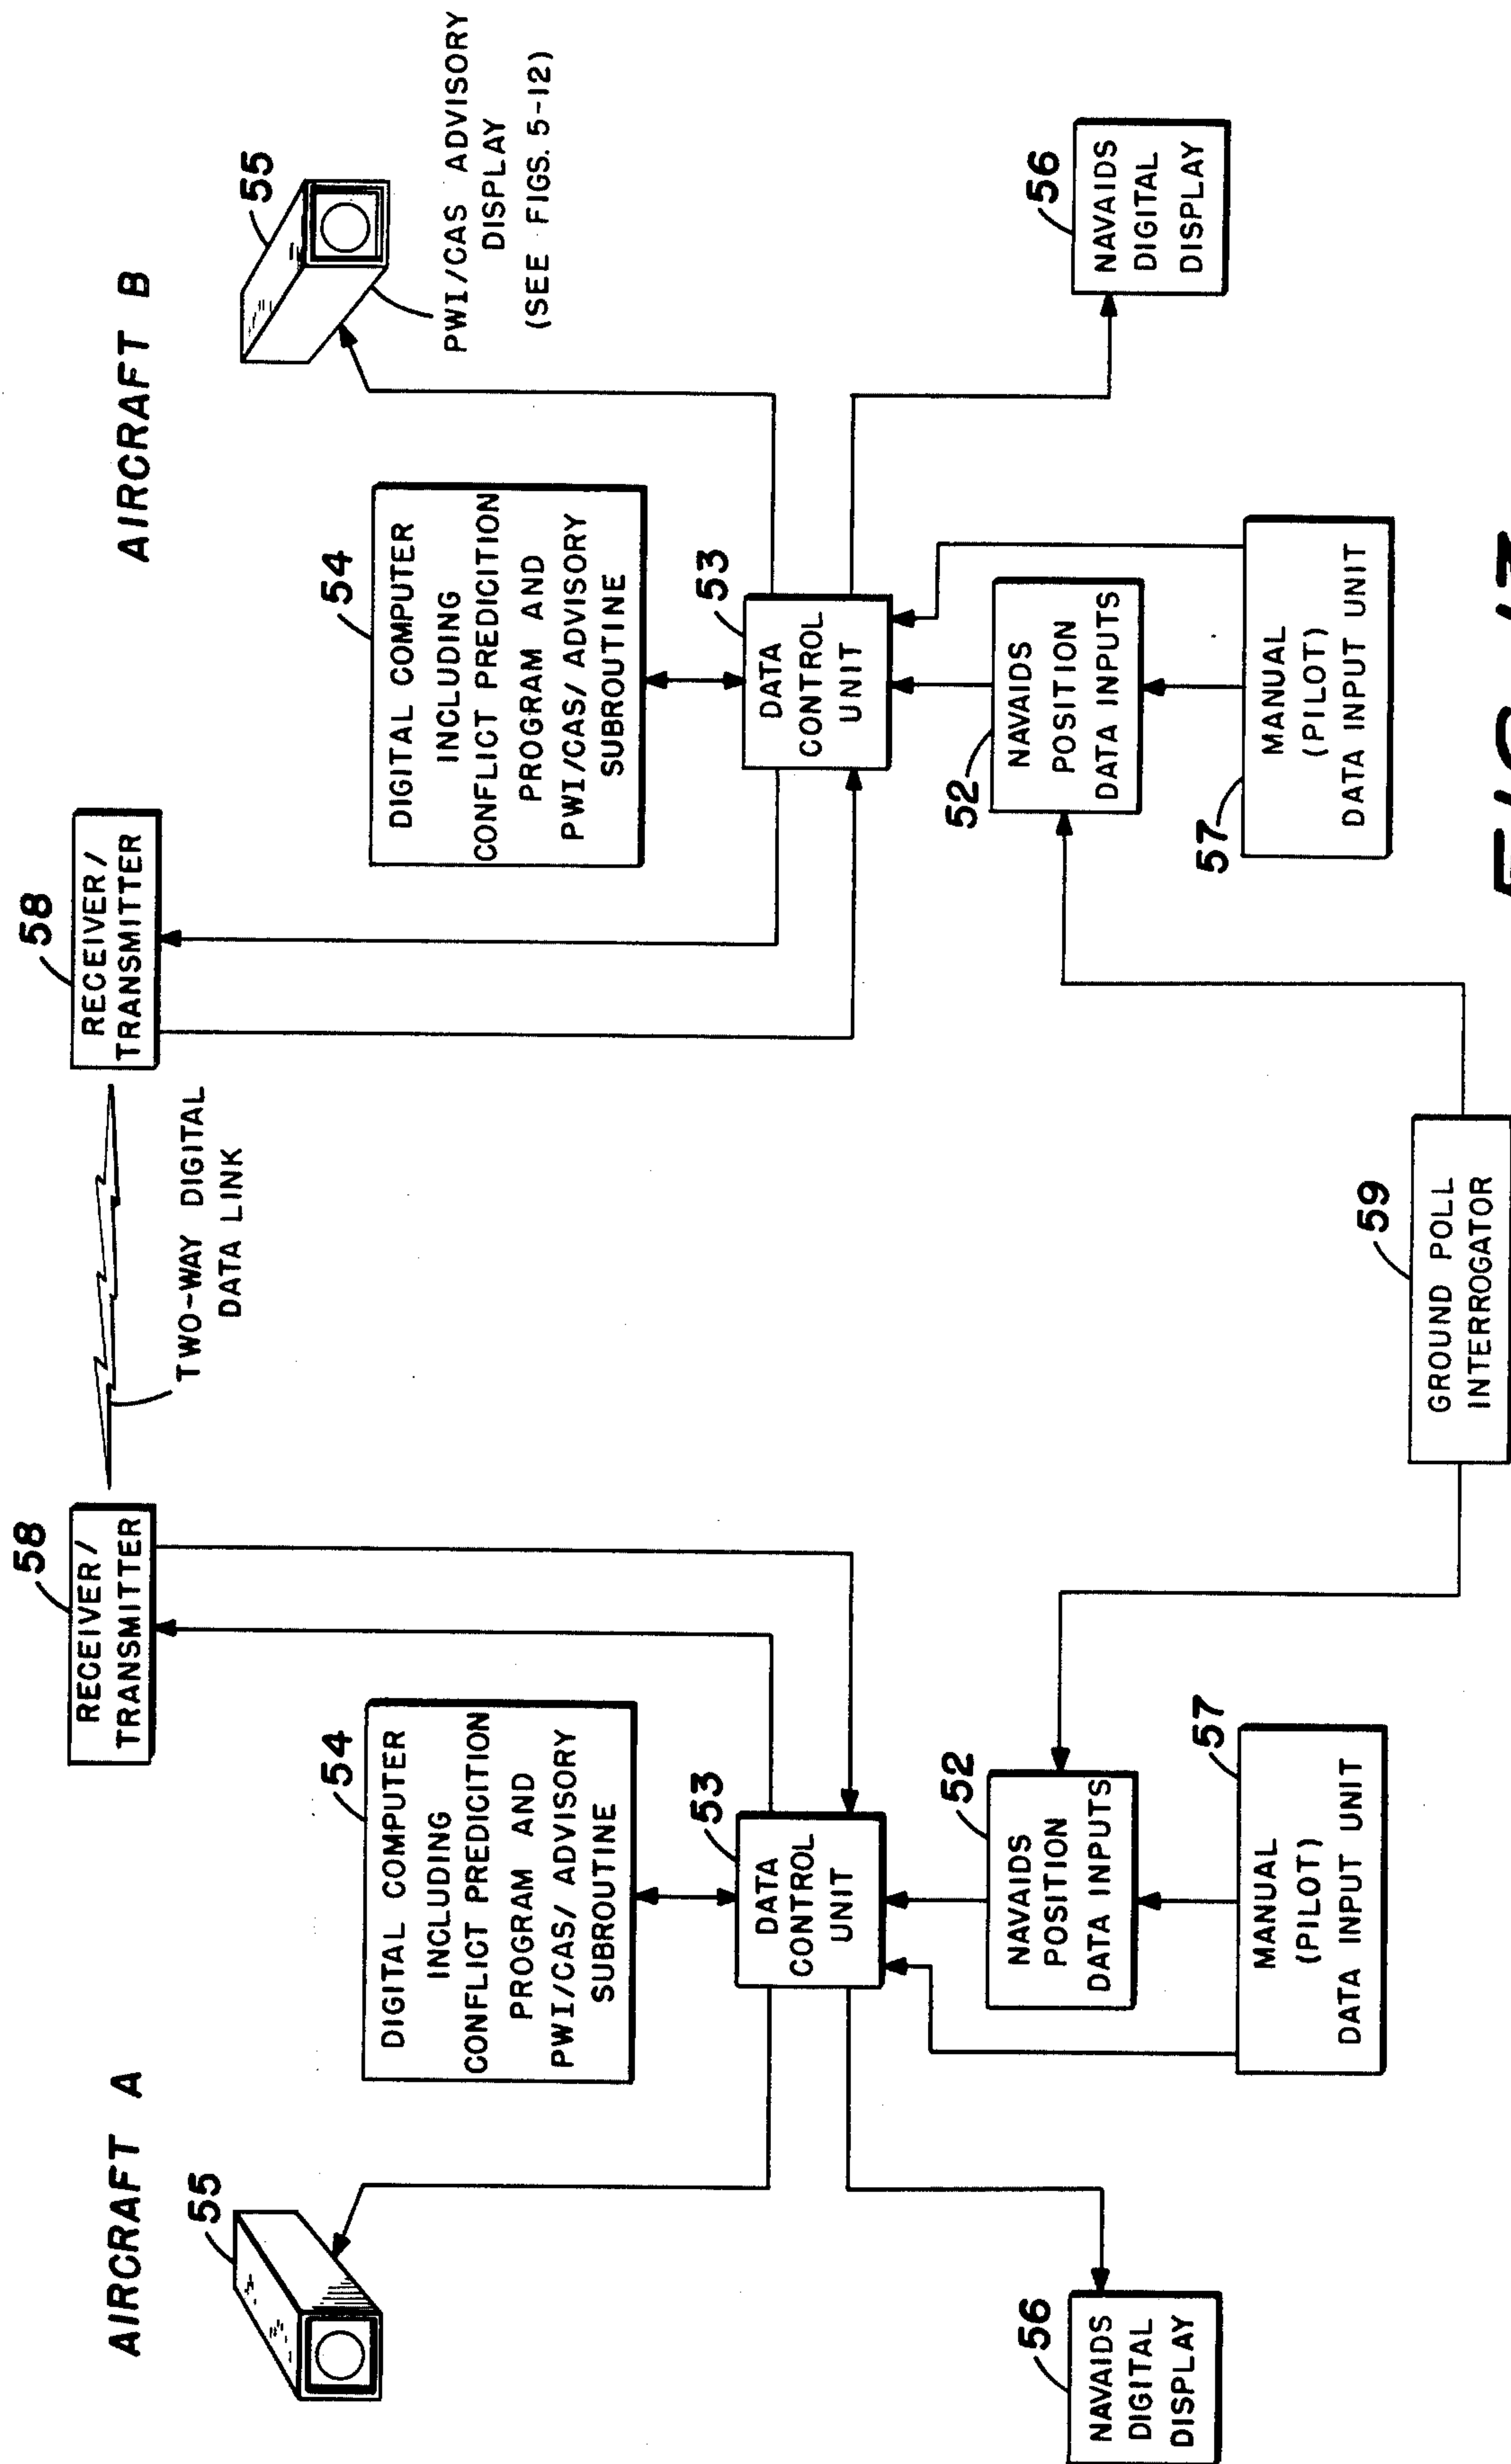 AIRCRAFT A
AIRCRAFT B
58
RECEIVER/
TRANSMITTER
TWO-WAY DIGITAL
DATA LINK
58
RECEIVER/
TRANSMITTER
55
54
DIGITAL COMPUTER
INCLUDING
CONFLICT PREDICITION
PROGRAM AND
PWI/CAS/ADVISORY
SUBROUTINE
54
DIGITAL COMPUTER
INCLUDING
CONFLICT PREDICITION
PROGRAM AND
PWI/CAS/ADVISORY
SUBROUTINE
55
PWI/CAS ADVISORY
DISPLAY
(SEE FIGS. 5-12)
53
DATA
CONTROL
UNIT
53
DATA
CONTROL
UNIT
56
NAVAIDS
DIGITAL
DISPLAY
52
NAVAIDS
POSITION
DATA INPUTS
52
NAVAIDS
POSITION
DATA INPUTS
56
NAVAIDS
DIGITAL
DISPLAY
57
MANUAL
(PILOT)
DATA INPUT UNIT
57
MANUAL
(PILOT)
DATA INPUT UNIT
59
GROUND POLL
INTERROGATOR